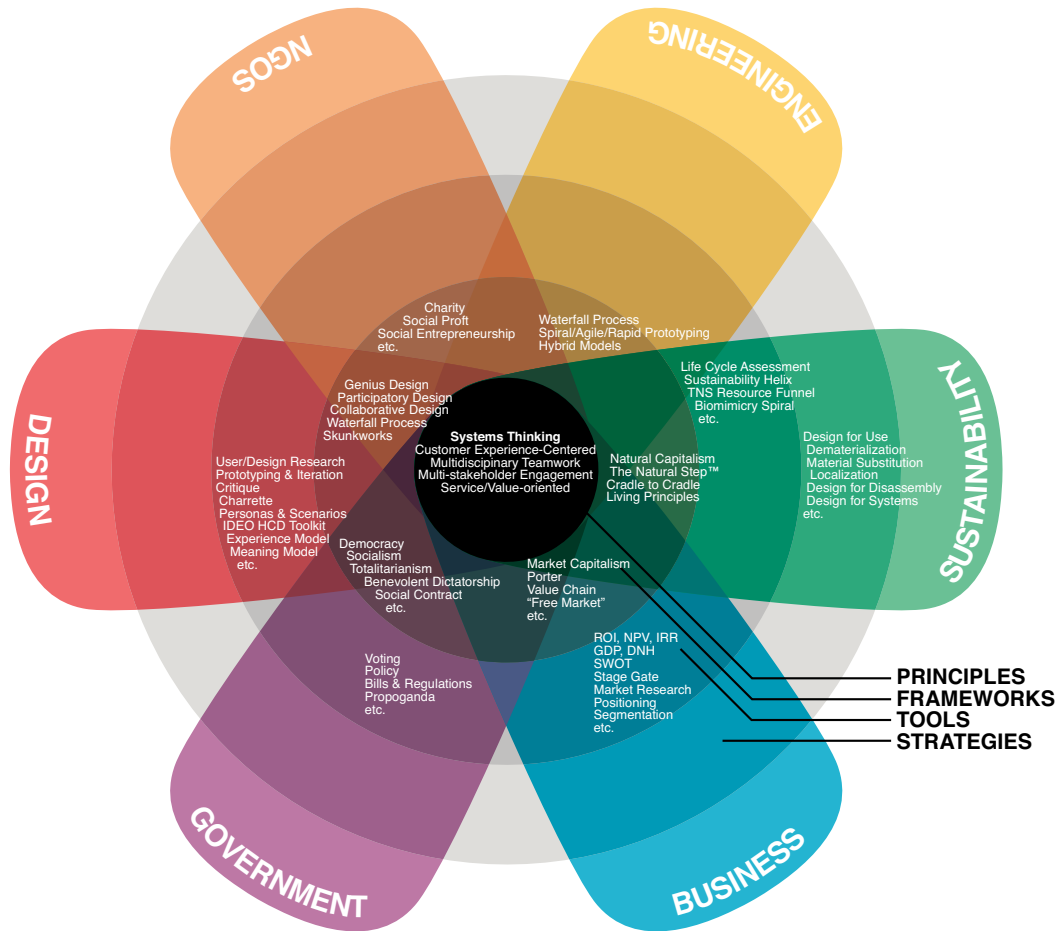 NGOS
ENGINEERING
DESIGN
SUSTAINABILITY
GOVERNMENT
BUSINESS
Charity
Social Proft
Social Entrepreneurship
etc.
Waterfall Process
Spiral/Agile/Rapid Prototyping
Hybrid Models
Genius Design
Participatory Design
Collaborative Design
Waterfall Process
Skunkworks
Life Cycle Assessment
Sustainability Helix
TNS Resource Funnel
Biomimicry Spiral
etc.
Systems Thinking
Customer Experience-Centered
Multidiscipinary Teamwork
Multi-stakeholder Engagement
Service/Value-oriented
Natural Capitalism
The Natural Step™
Cradle to Cradle
Living Principles
Design for Use
Dematerialization
Material Substitution
Localization
Design for Disassembly
Design for Systems
etc.
User/Design Research
Prototyping & Iteration
Critique
Charrette
Personas & Scenarios
IDEO HCD Toolkit
Experience Model
Meaning Model
etc.
Democracy
Socialism
Totalitarianism
Benevolent Dictatorship
Social Contract
etc.
Market Capitalism
Porter
Value Chain
“Free Market”
etc.
Voting
Policy
Bills & Regulations
Propoganda
etc.
ROI, NPV, IRR
GDP, DNH
SWOT
Stage Gate
Market Research
Positioning
Segmentation
etc.
PRINCIPLES
FRAMEWORKS
TOOLS
STRATEGIES